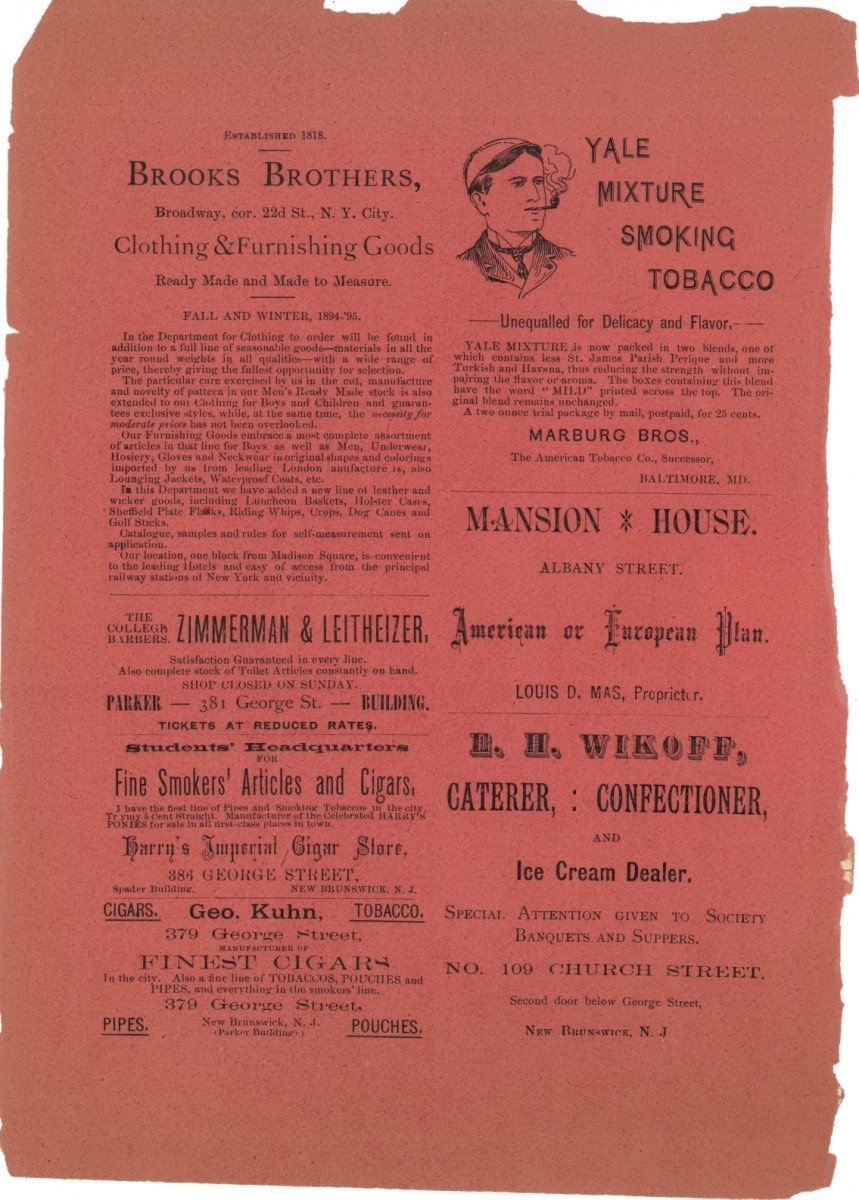 ESTABLISHED 1818.
BROOKS BROTHERS,
Broadway, cor. 22d St., N. Y. City.
Clothing & Furnishing Goods
Ready Made and Made to Measure.
FALL AND WINTER, 1894-'95.
In the Department for Clothing to order will be found in
addition to a full line of seasonable goods—materials in all the
year round weights in all qualities—with a wide range of
price, thereby giving the fullest opportunity for selection.
The particular care exercised by us in the cut, manufacture
and novelty of pattern in our Men's Ready Made stock is also
extended to our Clothing for Boys and Children and guaran-
tees exclusive styles, while, at the same time, the necessity for
moderate prices has not been overlooked.
Our Furnishing Goods embrace a most complete assortment
of articles in that line for Boys as well as Men, Underwear,
Hosiery, Gloves and Neckwear in original shapes and colorings
imported by us from leading London anufacture s, also
Lounging Jackets, Waterproof Coats, etc.
In this Department we have added a new line of leather and
wicker goods, including Luncheon Baskets, Holster Cases,
Sheffield Plate Flasks, Riding Whips, Crops, Dog Canes and
Golf Sticks.
Catalogue, samples and rules for self-measurement sent on
application.
Our location, one block from Madison Square, is convenient
to the leading Hotels and easy of access from the principal
railway stations of New York and vicinity.
THE
COLLEGE
BARBERS.
ZIMMERMAN & LEITHEIZER,
Satisfaction Guaranteed in every line.
Also complete stock of Toilet Articles constantly on hand.
SHOP CLOSED ON SUNDAY.
PARKER — 381 George St. — BUILDING.
TICKETS AT REDUCED RATES.
Students' Headquarters
FOR
Fine Smokers' Articles and Cigars,
I have the finest line of Pipes and Smoking Tobaccos in the city.
Tr ymy 5 Cent Straight. Manufacturer of the Celebrated HARRY'S
PONIES for sale in all first-class places in town.
Harry's Imperial Cigar Store,
386 GEORGE STREET,
Spader Building. NEW BRUNSWICK, N. J.
CIGARS. Geo. Kuhn, TOBACCO.
379 George Street,
MANUFACTURER OF
FINEST CIGARS
In the city. Also a fine line of TOBACCOS, POUCHES and
PIPES, and everything in the smokers' line.
379 George Street.
PIPES. New Brunswick, N. J. POUCHES.
(Parker Building.)
YALE
MIXTURE
SMOKING
TOBACCO
—Unequalled for Delicacy and Flavor.- —
YALE MIXTURE is now packed in two blends, one of
which contains less St. James Parish Perique and more
Turkish and Havana, thus reducing the strength without im-
pairing the flavor or aroma. The boxes containing this blend
have the word "MILD" printed across the top. The ori-
ginal blend remains unchanged.
A two ounce trial package by mail, postpaid, for 25 cents.
MARBURG BROS.,
The American Tobacco Co., Successor,
BALTIMORE, MD.
MANSION * HOUSE.
ALBANY STREET.
American or European Plan.
LOUIS D. MAS, Proprietor.
E. H. WIKOFF,
CATERER, : CONFECTIONER,
AND
Ice Cream Dealer.
SPECIAL ATTENTION GIVEN TO SOCIETY
BANQUETS AND SUPPERS.
NO. 109 CHURCH STREET,
Second door below George Street,
NEW BRUNSWICK, N. J